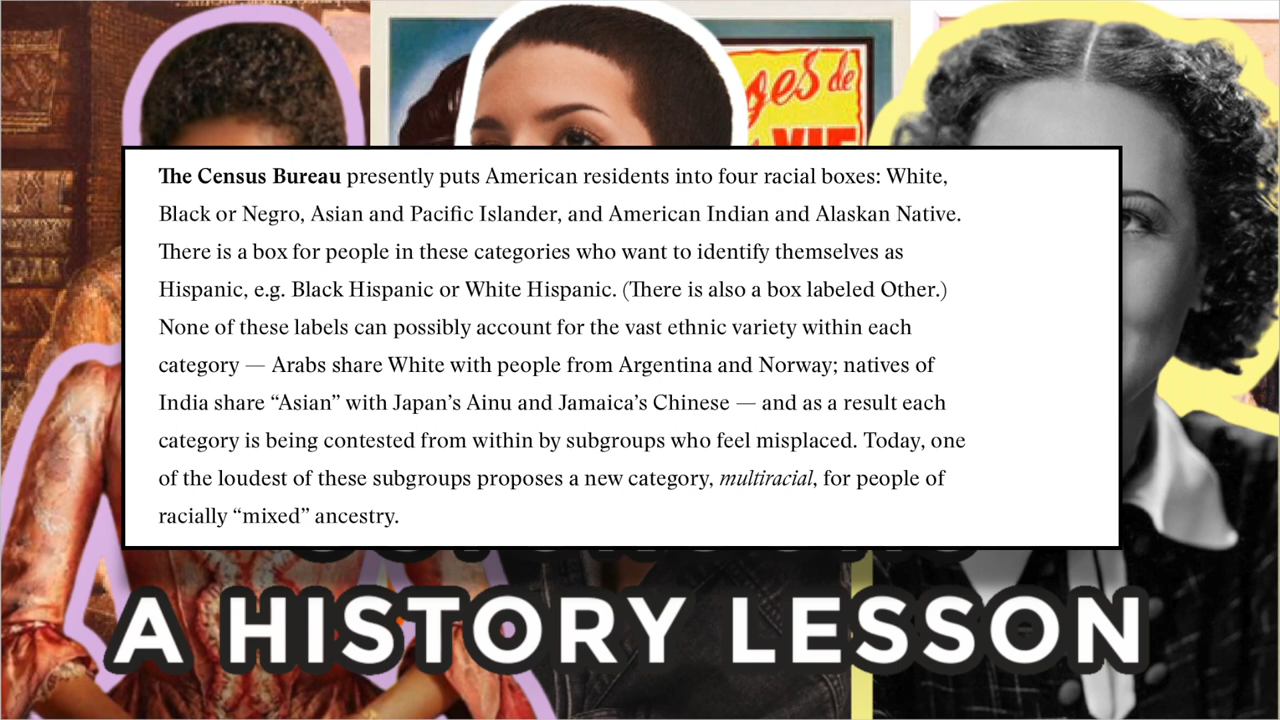 ges de
VIE
The Census Bureau presently puts American residents into four racial boxes: White,
Black or Negro, Asian and Pacific Islander, and American Indian and Alaskan Native.
There is a box for people in these categories who want to identify themselves as
Hispanic, e.g. Black Hispanic or White Hispanic. (There is also a box labeled Other.)
None of these labels can possibly account for the vast ethnic variety within each
category — Arabs share White with people from Argentina and Norway; natives of
India share “Asian” with Japan’s Ainu and Jamaica’s Chinese — and as a result each
category is being contested from within by subgroups who feel misplaced. Today, one
of the loudest of these subgroups proposes a new category, multiracial, for people of
racially “mixed” ancestry.
A HISTORY LESSON